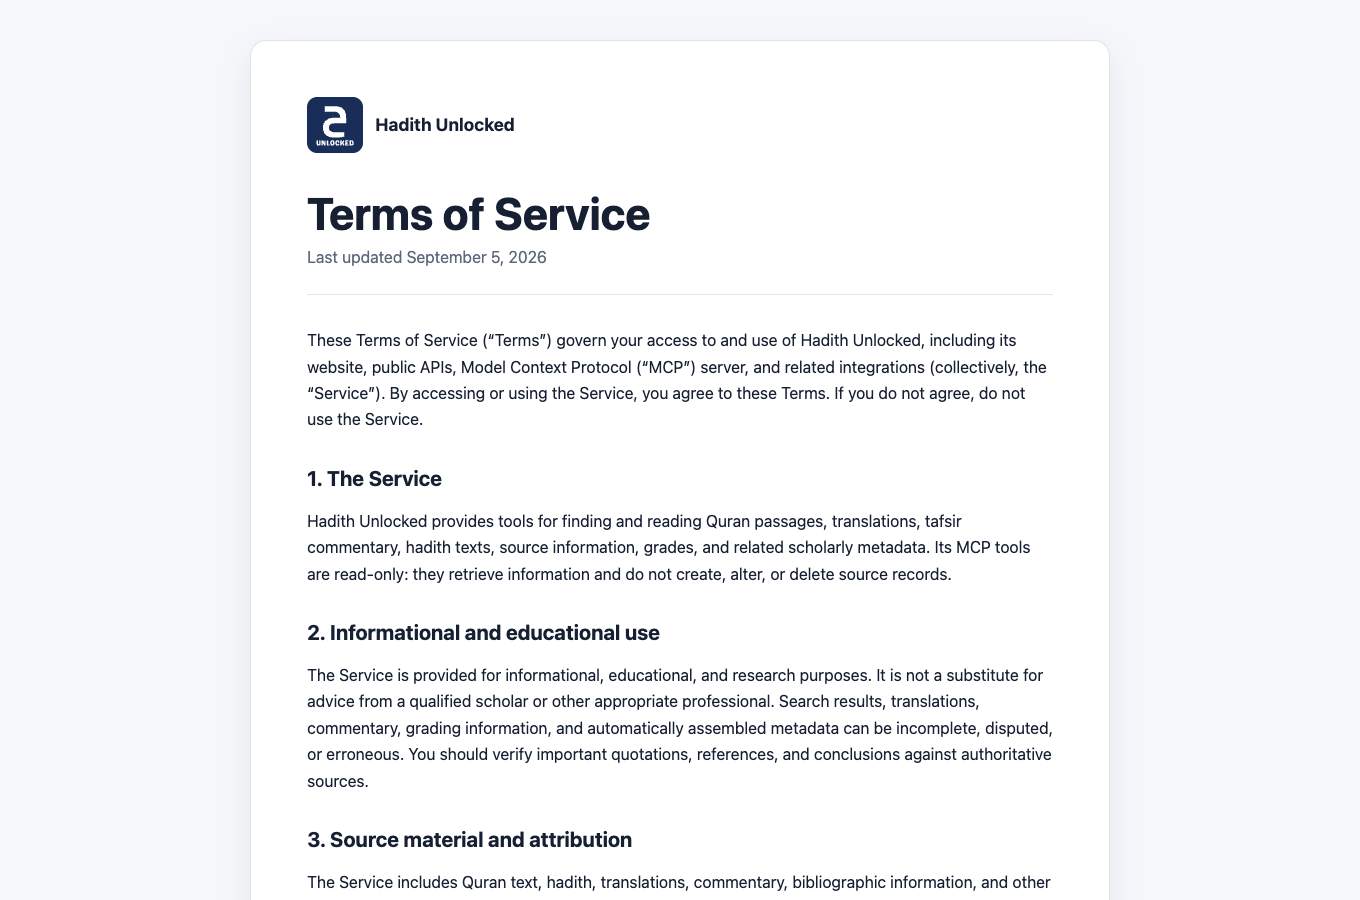 UNLOCKED
Hadith Unlocked
Terms of Service
Last updated September 5, 2026
These Terms of Service (“Terms”) govern your access to and use of Hadith Unlocked, including its
website, public APIs, Model Context Protocol (“MCP”) server, and related integrations (collectively, the
“Service”). By accessing or using the Service, you agree to these Terms. If you do not agree, do not
use the Service.
1. The Service
Hadith Unlocked provides tools for finding and reading Quran passages, translations, tafsir
commentary, hadith texts, source information, grades, and related scholarly metadata. Its MCP tools
are read-only: they retrieve information and do not create, alter, or delete source records.
2. Informational and educational use
The Service is provided for informational, educational, and research purposes. It is not a substitute for
advice from a qualified scholar or other appropriate professional. Search results, translations,
commentary, grading information, and automatically assembled metadata can be incomplete, disputed,
or erroneous. You should verify important quotations, references, and conclusions against authoritative
sources.
3. Source material and attribution
The Service includes Quran text, hadith, translations, commentary, bibliographic information, and other